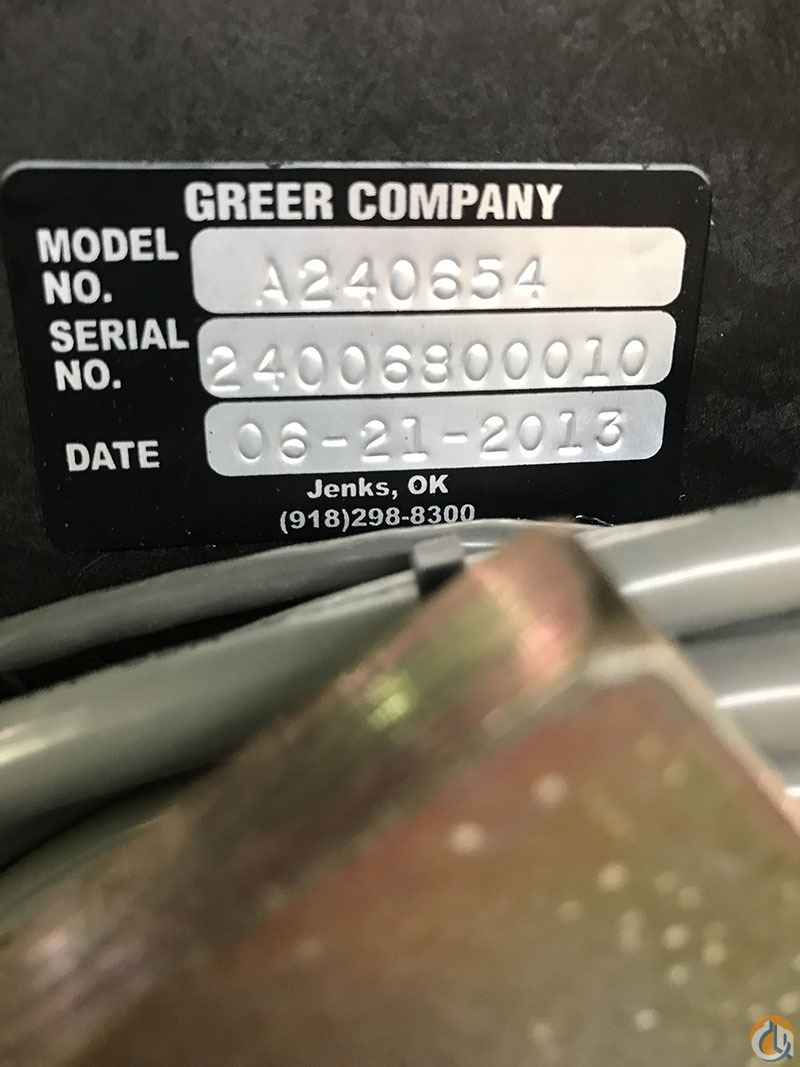 GREER COMPANY
MODEL NO. A240654
SERIAL NO. 24006800010
DATE 06-21-2013
Jenks, OK
(918)298-8300